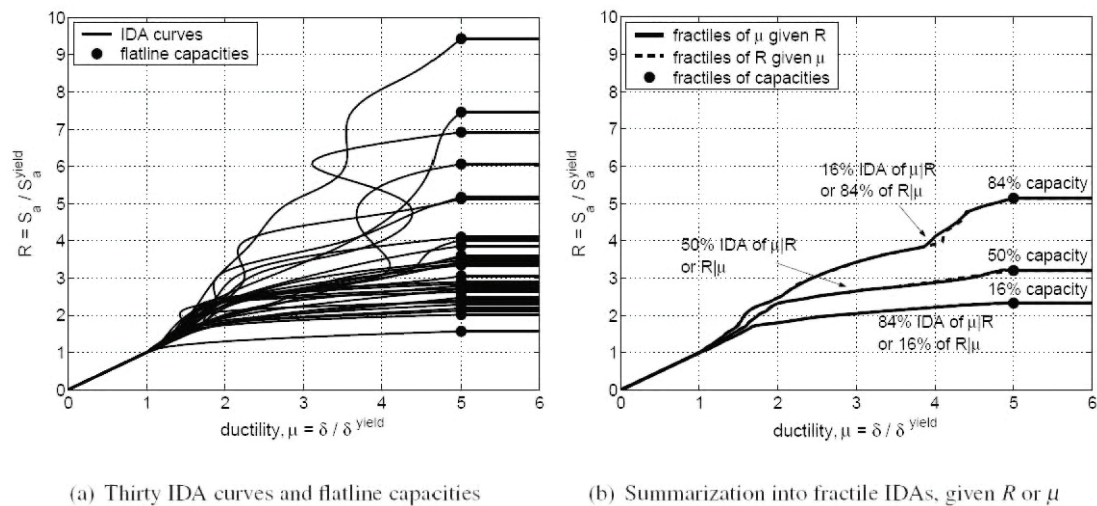 10
9
8
7
6
5
4
3
2
1
0
R = S_a / S_a^yield
IDA curves
flatline capacities
0 1 2 3 4 5 6
ductility, μ = δ / δ^yield
(a) Thirty IDA curves and flatline capacities
10
9
8
7
6
5
4
3
2
1
0
R = S_a / S_a^yield
fractiles of μ given R
fractiles of R given μ
fractiles of capacities
16% IDA of μ|R
or 84% of R|μ
84% capacity
50% IDA of μ|R
or R|μ
50% capacity
16% capacity
84% IDA of μ|R
or 16% of R|μ
0 1 2 3 4 5 6
ductility, μ = δ / δ^yield
(b) Summarization into fractile IDAs, given R or μ